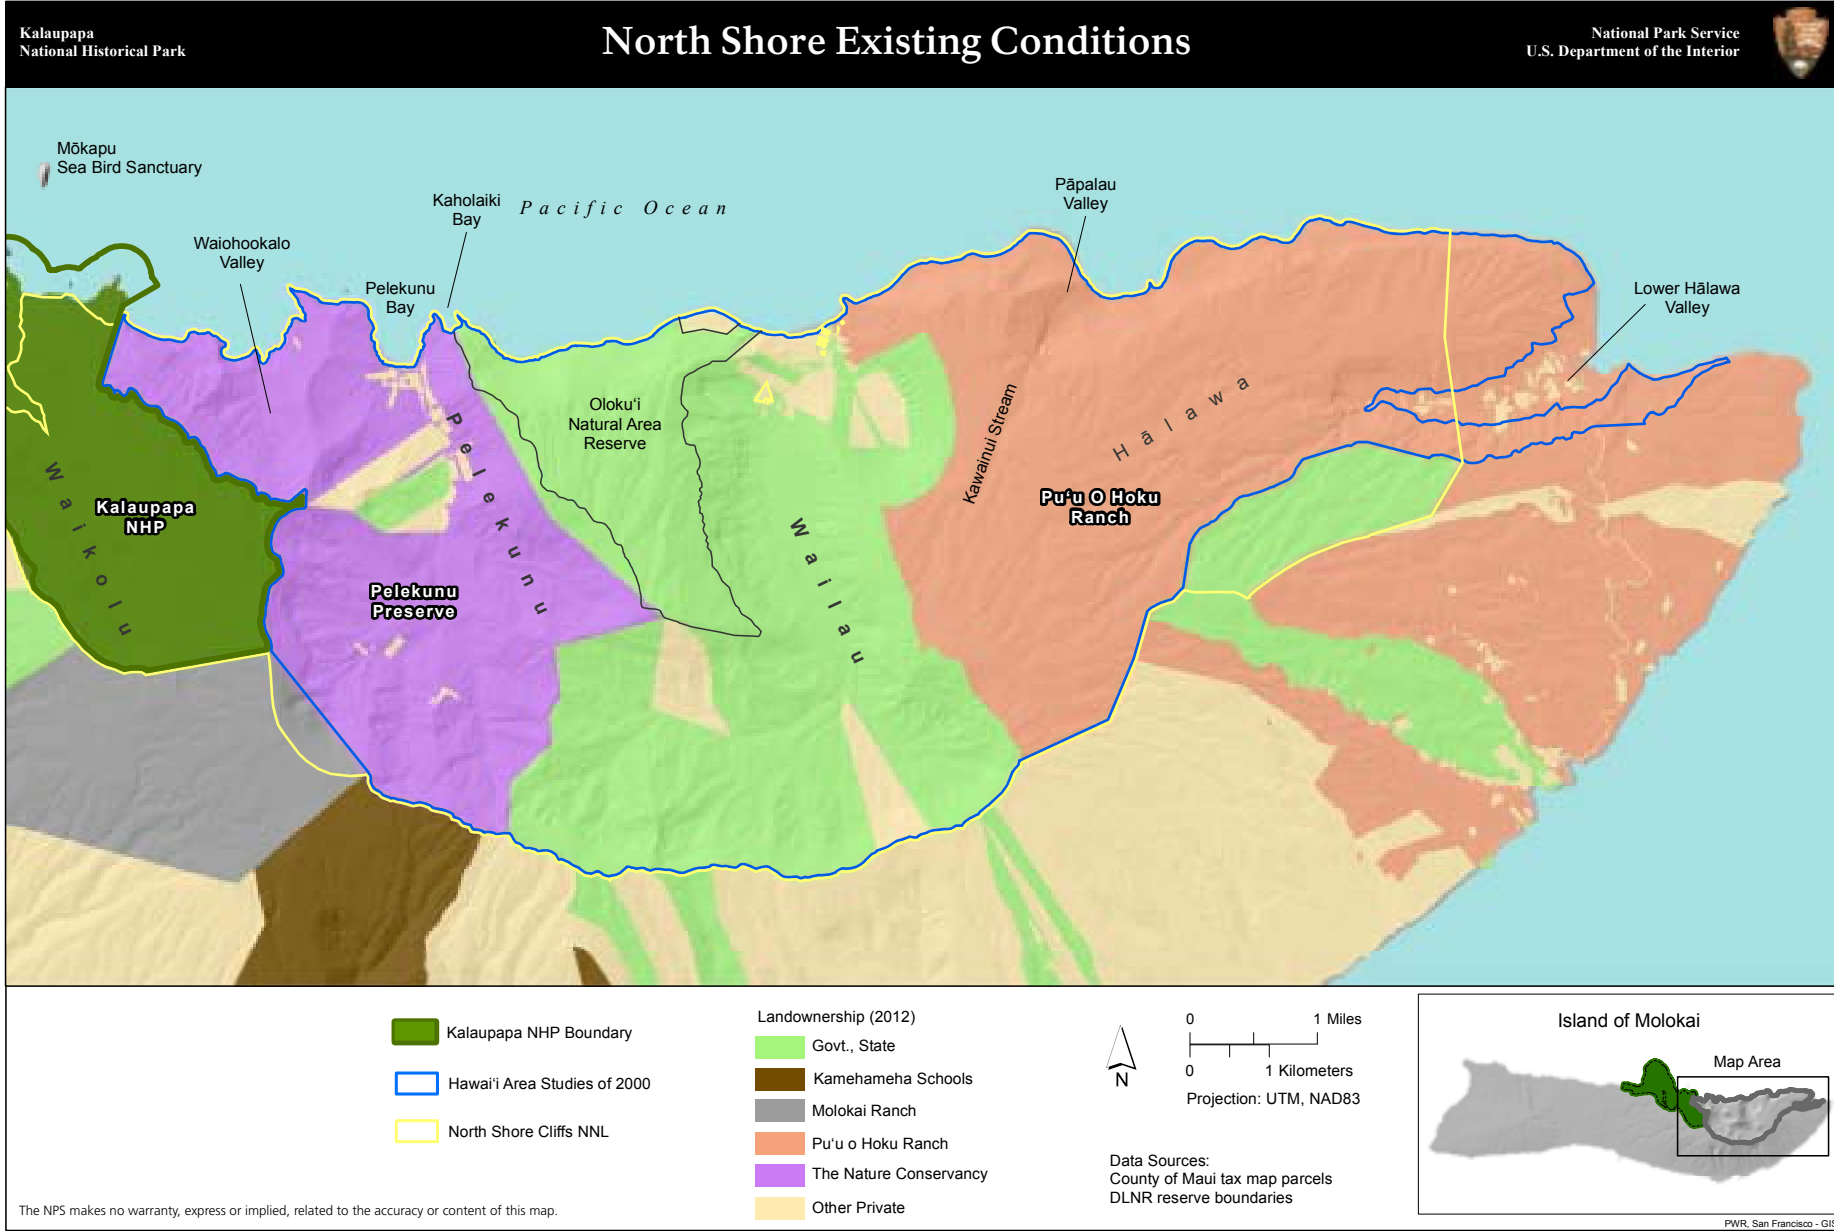 Kalaupapa
National Historical Park
North Shore Existing Conditions
National Park Service
U.S. Department of the Interior
Mōkapu
Sea Bird Sanctuary
Kaholaiki
Bay
Pacific Ocean
Pāpalau
Valley
Waiohookalo
Valley
Pelekunu
Bay
Lower Hālawa
Valley
Oloku‘i
Natural Area
Reserve
Pelekunu
Kawainui Stream
Hālawa
Waikolu
Kalaupapa
NHP
Pu‘u O Hoku
Ranch
Wailau
Pelekunu
Preserve
Kalaupapa NHP Boundary
Hawai‘i Area Studies of 2000
North Shore Cliffs NNL
Landownership (2012)
Govt., State
Kamehameha Schools
Molokai Ranch
Pu‘u o Hoku Ranch
The Nature Conservancy
Other Private
N
0 1 Miles
0 1 Kilometers
Projection: UTM, NAD83
Data Sources:
County of Maui tax map parcels
DLNR reserve boundaries
Island of Molokai
Map Area
The NPS makes no warranty, express or implied, related to the accuracy or content of this map.
PWR, San Francisco - GIS